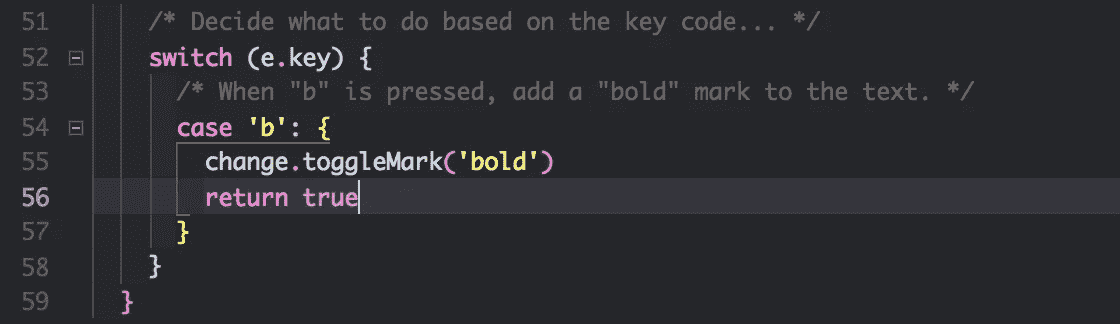 51 /* Decide what to do based on the key code... */
52 switch (e.key) {
53 /* When "b" is pressed, add a "bold" mark to the text. */
54 case 'b': {
55 change.toggleMark('bold')
56 return true
57 }
58 }
59 }